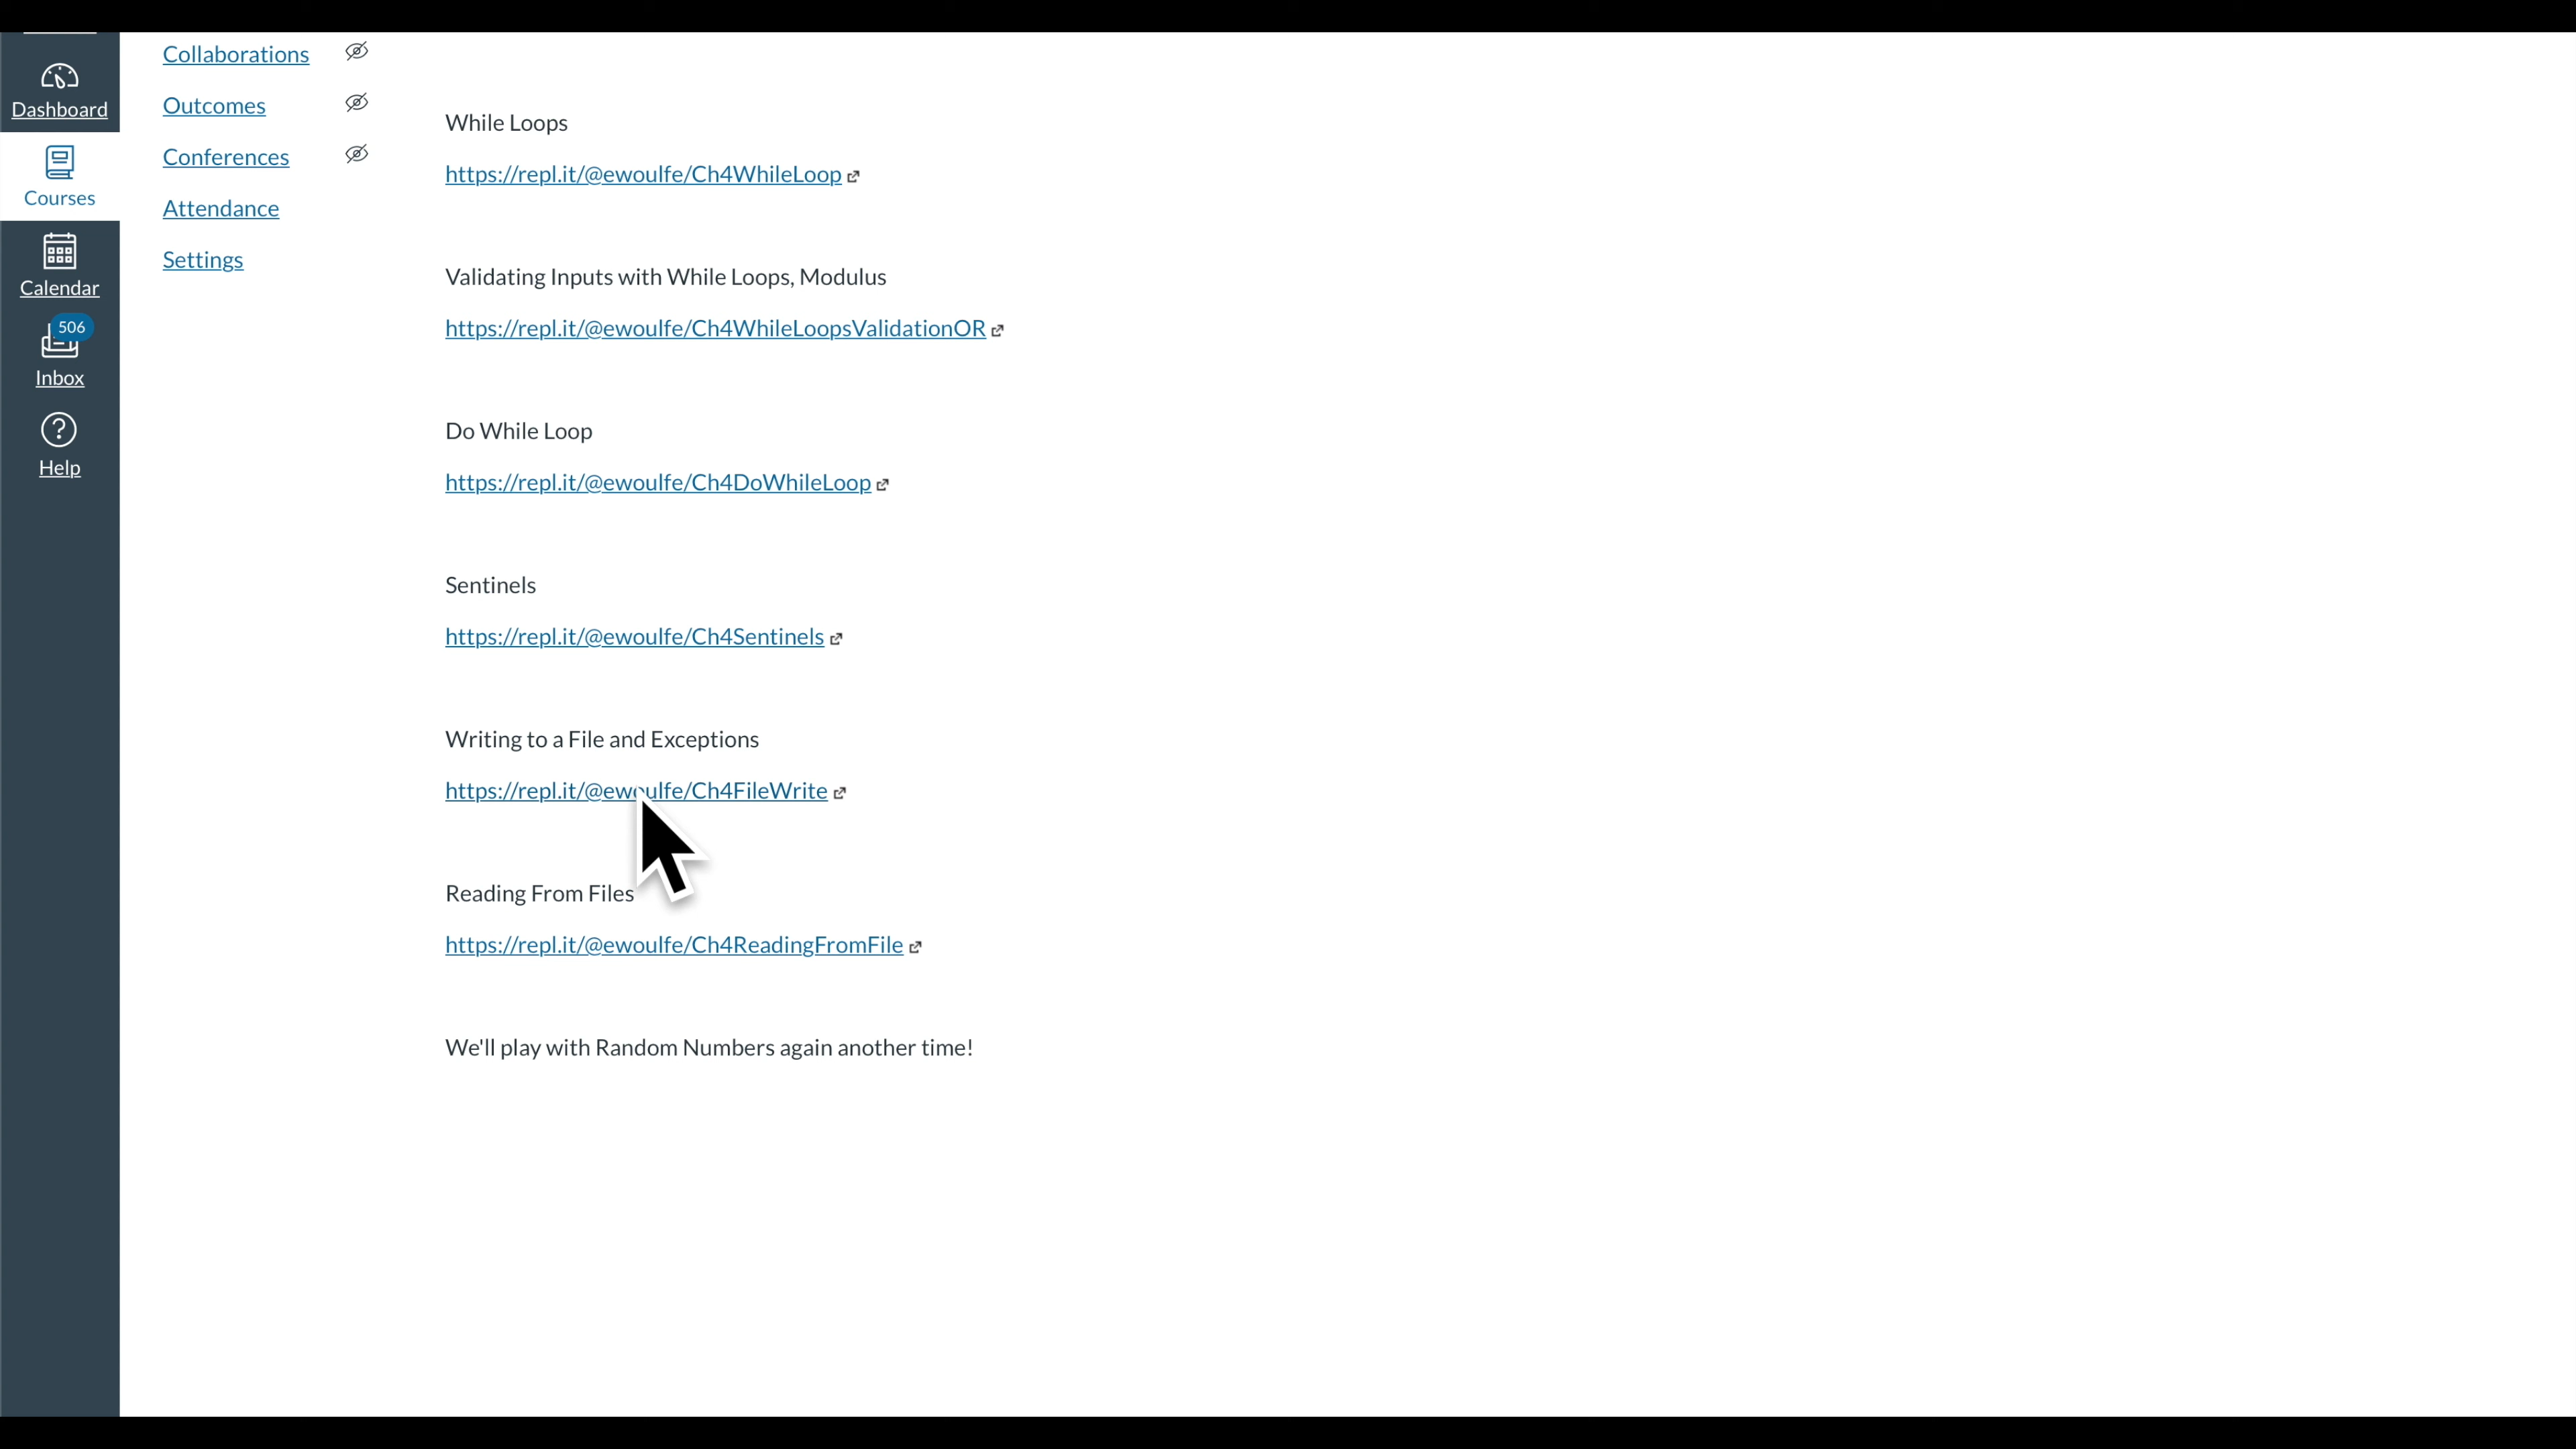 Dashboard
Courses
Calendar
506
Inbox
Help
Collaborations
Outcomes
Conferences
Attendance
Settings
While Loops
https://repl.it/@ewoulfe/Ch4WhileLoop
Validating Inputs with While Loops, Modulus
https://repl.it/@ewoulfe/Ch4WhileLoopsValidationOR
Do While Loop
https://repl.it/@ewoulfe/Ch4DoWhileLoop
Sentinels
https://repl.it/@ewoulfe/Ch4Sentinels
Writing to a File and Exceptions
https://repl.it/@ewoulfe/Ch4FileWrite
Reading From Files
https://repl.it/@ewoulfe/Ch4ReadingFromFile
We'll play with Random Numbers again another time!